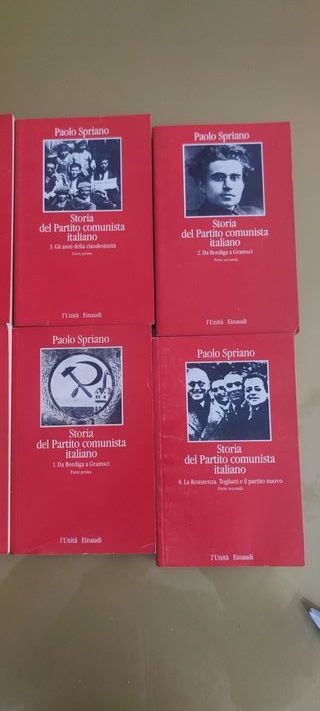 Paolo Spriano
Storia
del Partito comunista
italiano
3. Gli anni della clandestinità
Parte prima
l'Unità Einaudi
Paolo Spriano
Storia
del Partito comunista
italiano
2. Da Bordiga a Gramsci
Parte seconda
l'Unità Einaudi
Paolo Spriano
Storia
del Partito comunista
italiano
1. Da Bordiga a Gramsci
Parte prima
l'Unità Einaudi
Paolo Spriano
Storia
del Partito comunista
italiano
8. La Resistenza. Togliatti e il partito nuovo
Parte seconda
l'Unità Einaudi